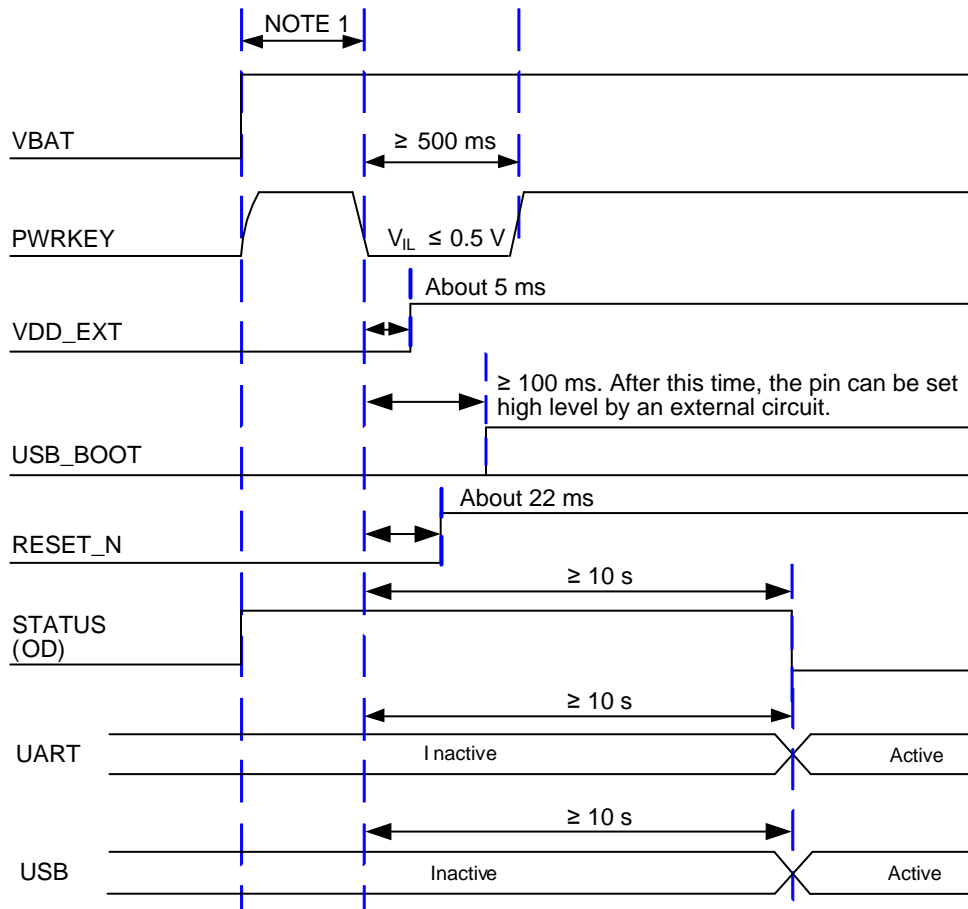 NOTE 1
VBAT
≥ 500 ms
PWRKEY
VIL ≤ 0.5 V
About 5 ms
VDD_EXT
≥ 100 ms. After this time, the pin can be set
high level by an external circuit.
USB_BOOT
About 22 ms
RESET_N
≥ 10 s
STATUS
(OD)
≥ 10 s
UART
Inactive
Active
≥ 10 s
USB
Inactive
Active